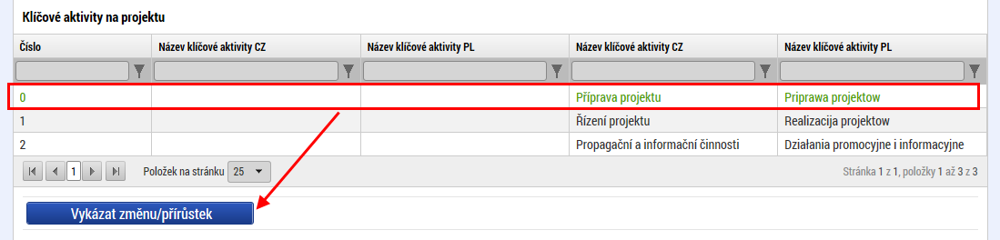 Klíčové aktivity na projektu
Číslo Název klíčové aktivity CZ Název klíčové aktivity PL Název klíčové aktivity CZ Název klíčové aktivity PL
0 Příprava projektu Priprawa projektow
1 Řízení projektu Realizacija projektow
2 Propagační a informační činnosti Działania promocyjne i informacyjne
1 Položek na stránku 25 Stránka 1 z 1, položky 1 až 3 z 3
Vykázat změnu/přírůstek